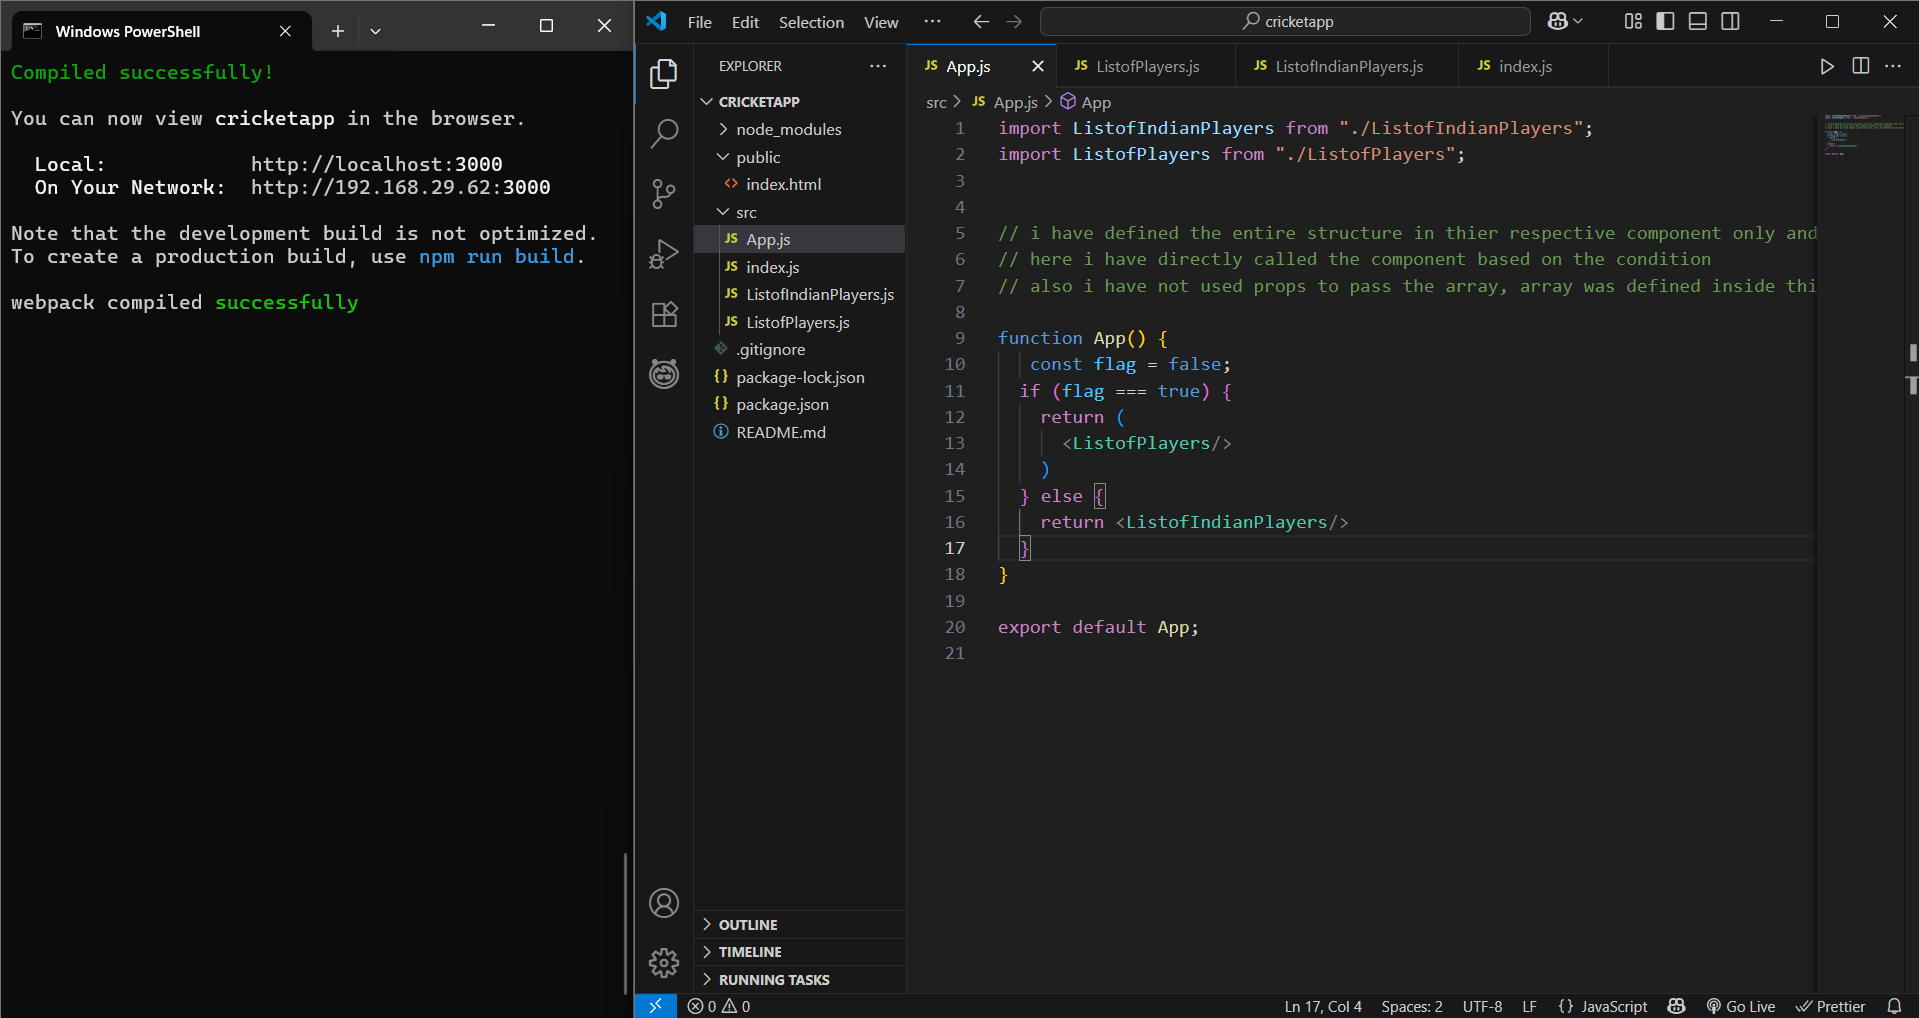 Windows PowerShell
Compiled successfully!
You can now view cricketapp in the browser.
Local: http://localhost:3000
On Your Network: http://192.168.29.62:3000
Note that the development build is not optimized.
To create a production build, use npm run build.
webpack compiled successfully
File Edit Selection View
cricketapp
EXPLORER
CRICKETAPP
node_modules
public
<> index.html
src
JS App.js
JS index.js
JS ListofIndianPlayers.js
JS ListofPlayers.js
.gitignore
{} package-lock.json
{} package.json
README.md
OUTLINE
TIMELINE
RUNNING TASKS
JS App.js JS ListofPlayers.js JS ListofIndianPlayers.js JS index.js
src > JS App.js > App
1 import ListofIndianPlayers from "./ListofIndianPlayers";
2 import ListofPlayers from "./ListofPlayers";
3
4
5 // i have defined the entire structure in thier respective component only and
6 // here i have directly called the component based on the condition
7 // also i have not used props to pass the array, array was defined inside thi
8
9 function App() {
10 const flag = false;
11 if (flag === true) {
12 return (
13 <ListofPlayers/>
14 )
15 } else {
16 return <ListofIndianPlayers/>
17 }
18 }
19
20 export default App;
21
0 0
Ln 17, Col 4 Spaces: 2 UTF-8 LF {} JavaScript Go Live Prettier